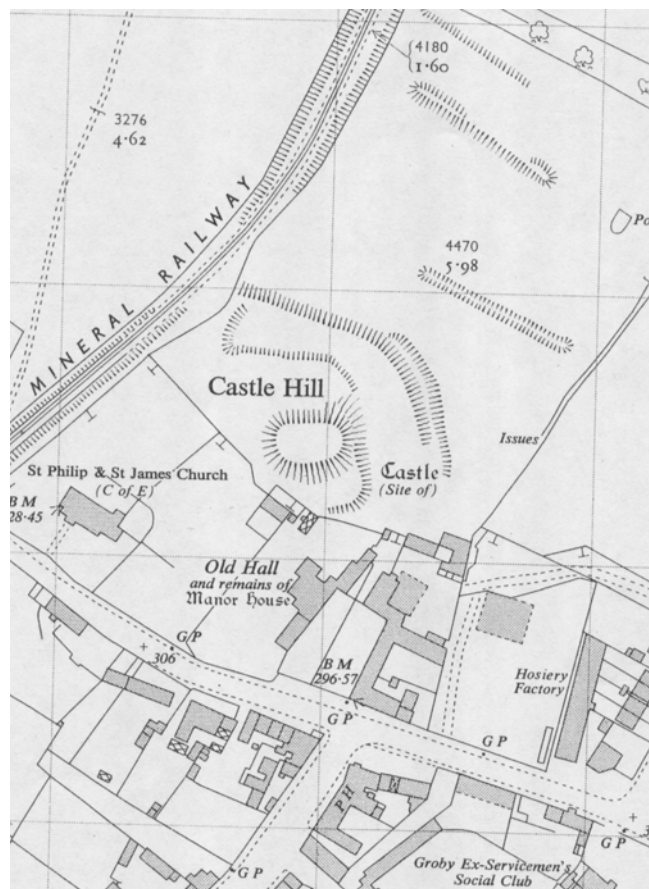 4180
1·60
3276
4·62
MINERAL RAILWAY
4470
5·98
Castle Hill
Issues
Castle
(Site of)
St Philip & St James Church
(C of E)
B M
28·45
Old Hall
and remains of
Manor House
G P
306
B M
296·57
Hosiery
Factory
G P
G P
P H
G P
G P
Groby Ex-Servicemen's
Social Club